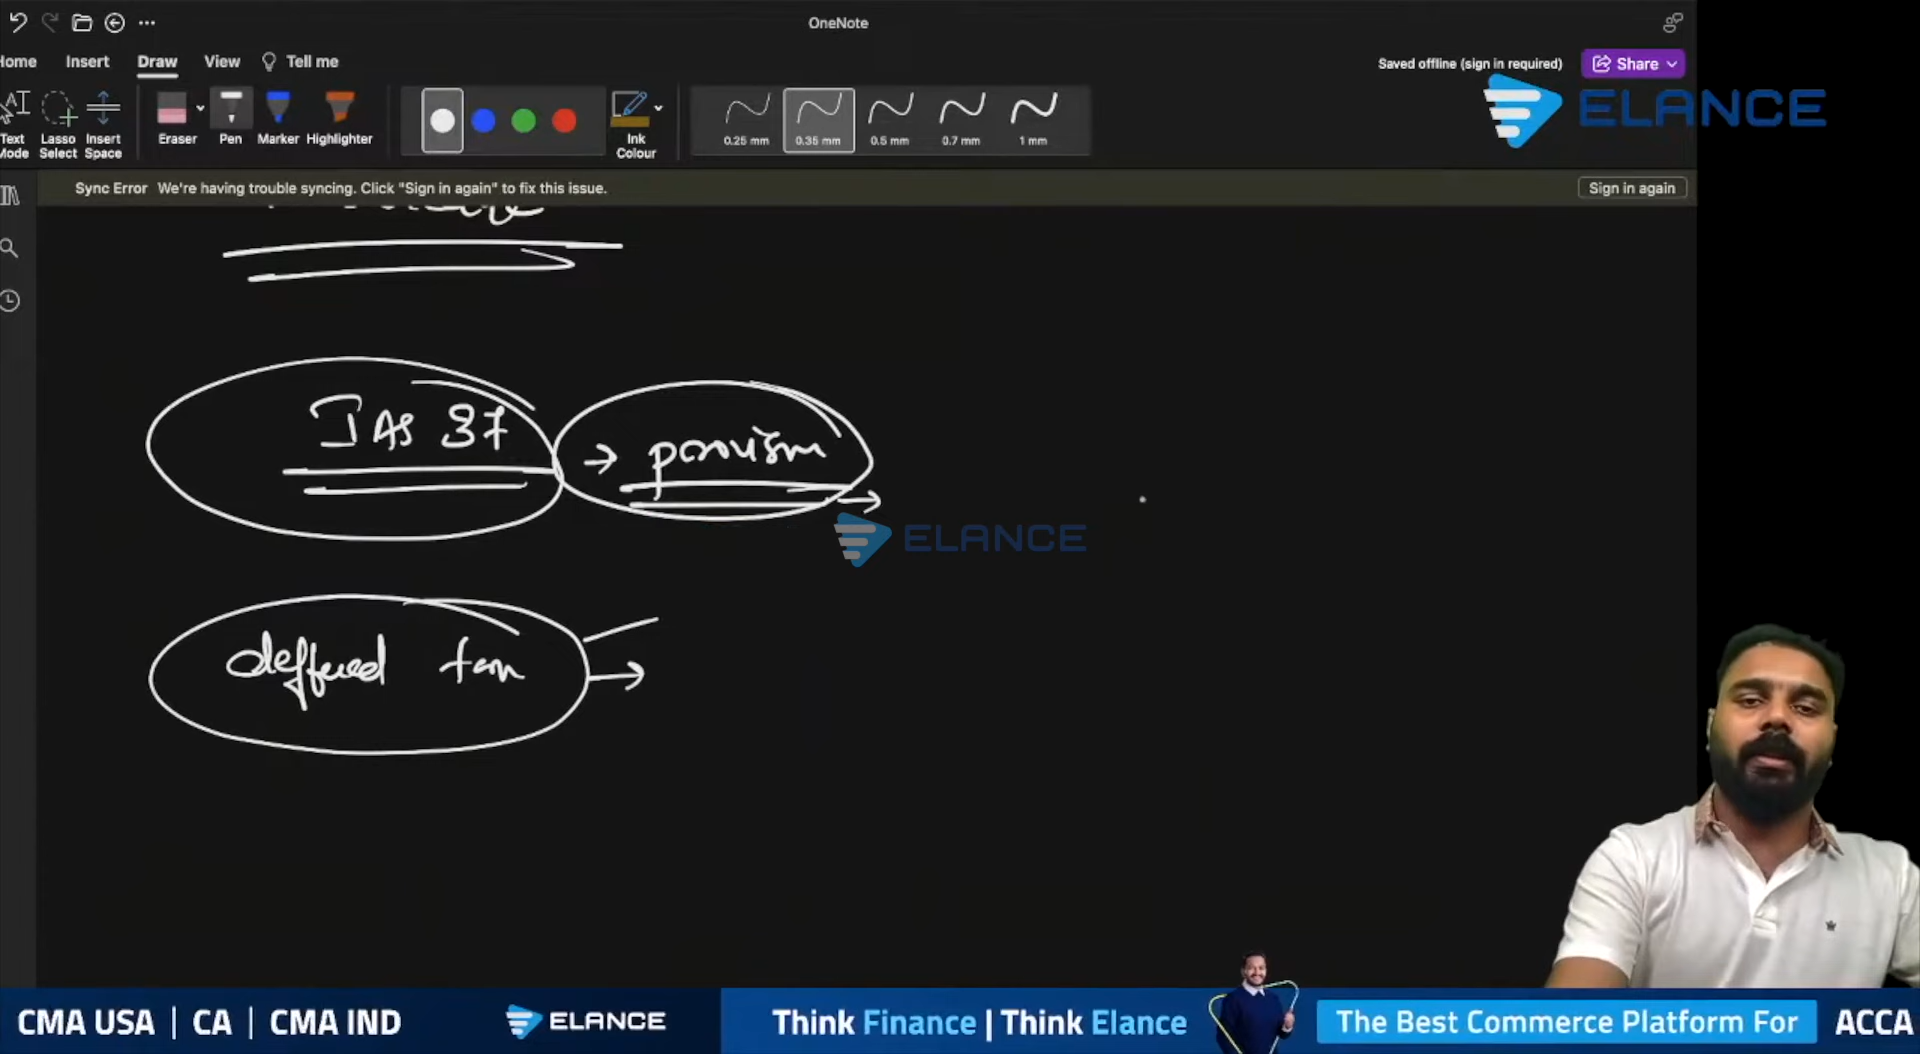 OneNote
Home Insert Draw View Tell me
Saved offline (sign in required) Share
Text Mode
Lasso Select
Insert Space
Eraser
Pen
Marker
Highlighter
Ink Colour
0.25 mm 0.35 mm 0.5 mm 0.7 mm 1 mm
ELANCE
Sync Error We're having trouble syncing. Click "Sign in again" to fix this issue. Sign in again
IAS 37 → provision →
ELANCE
deffered tax →
CMA USA | CA | CMA IND ELANCE Think Finance | Think Elance The Best Commerce Platform For ACCA